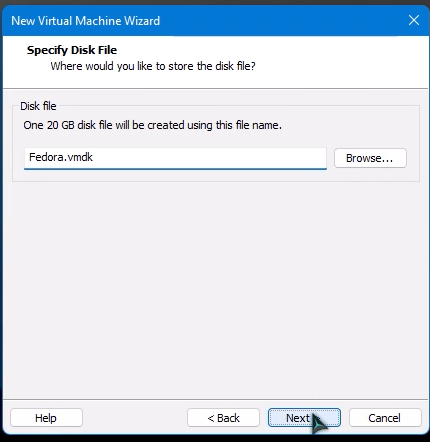 New Virtual Machine Wizard
Specify Disk File
Where would you like to store the disk file?
Disk file
One 20 GB disk file will be created using this file name.
Fedora.vmdk
Browse...
Help
< Back
Next
Cancel